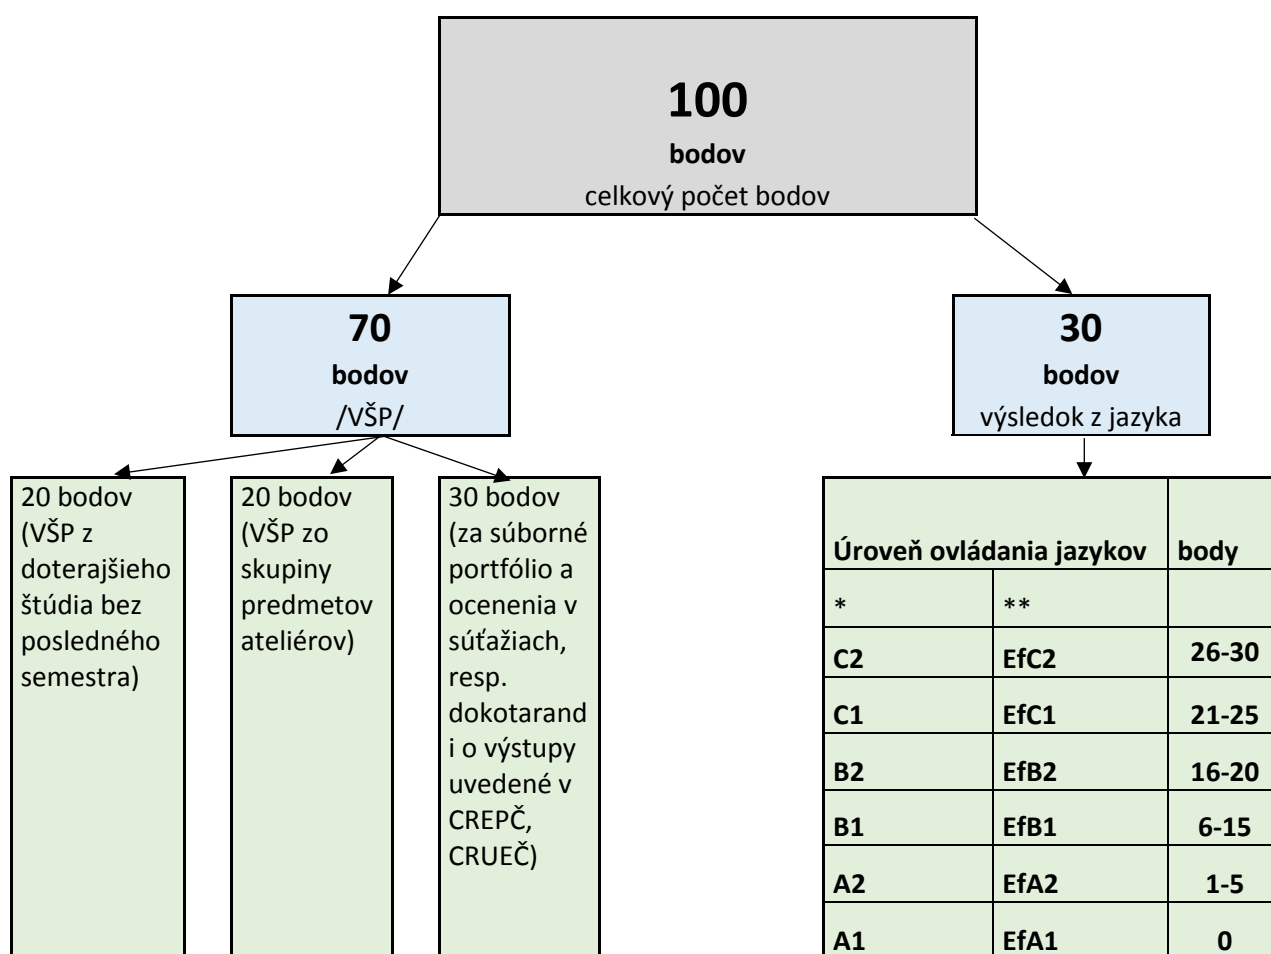 100
bodov
celkový počet bodov
70
bodov
/VŠP/
30
bodov
výsledok z jazyka
20 bodov
(VŠP z
doterajšieho
štúdia bez
posledného
semestra)
20 bodov
(VŠP zo
skupiny
predmetov
ateliérov)
30 bodov
(za súborné
portfólio a
ocenenia v
súťažiach,
resp.
dokotarand
i o výstupy
uvedené v
CREPČ,
CRUEČ)
Úroveň ovládania jazykov body
* **
C2 EfC2 26-30
C1 EfC1 21-25
B2 EfB2 16-20
B1 EfB1 6-15
A2 EfA2 1-5
A1 EfA1 0